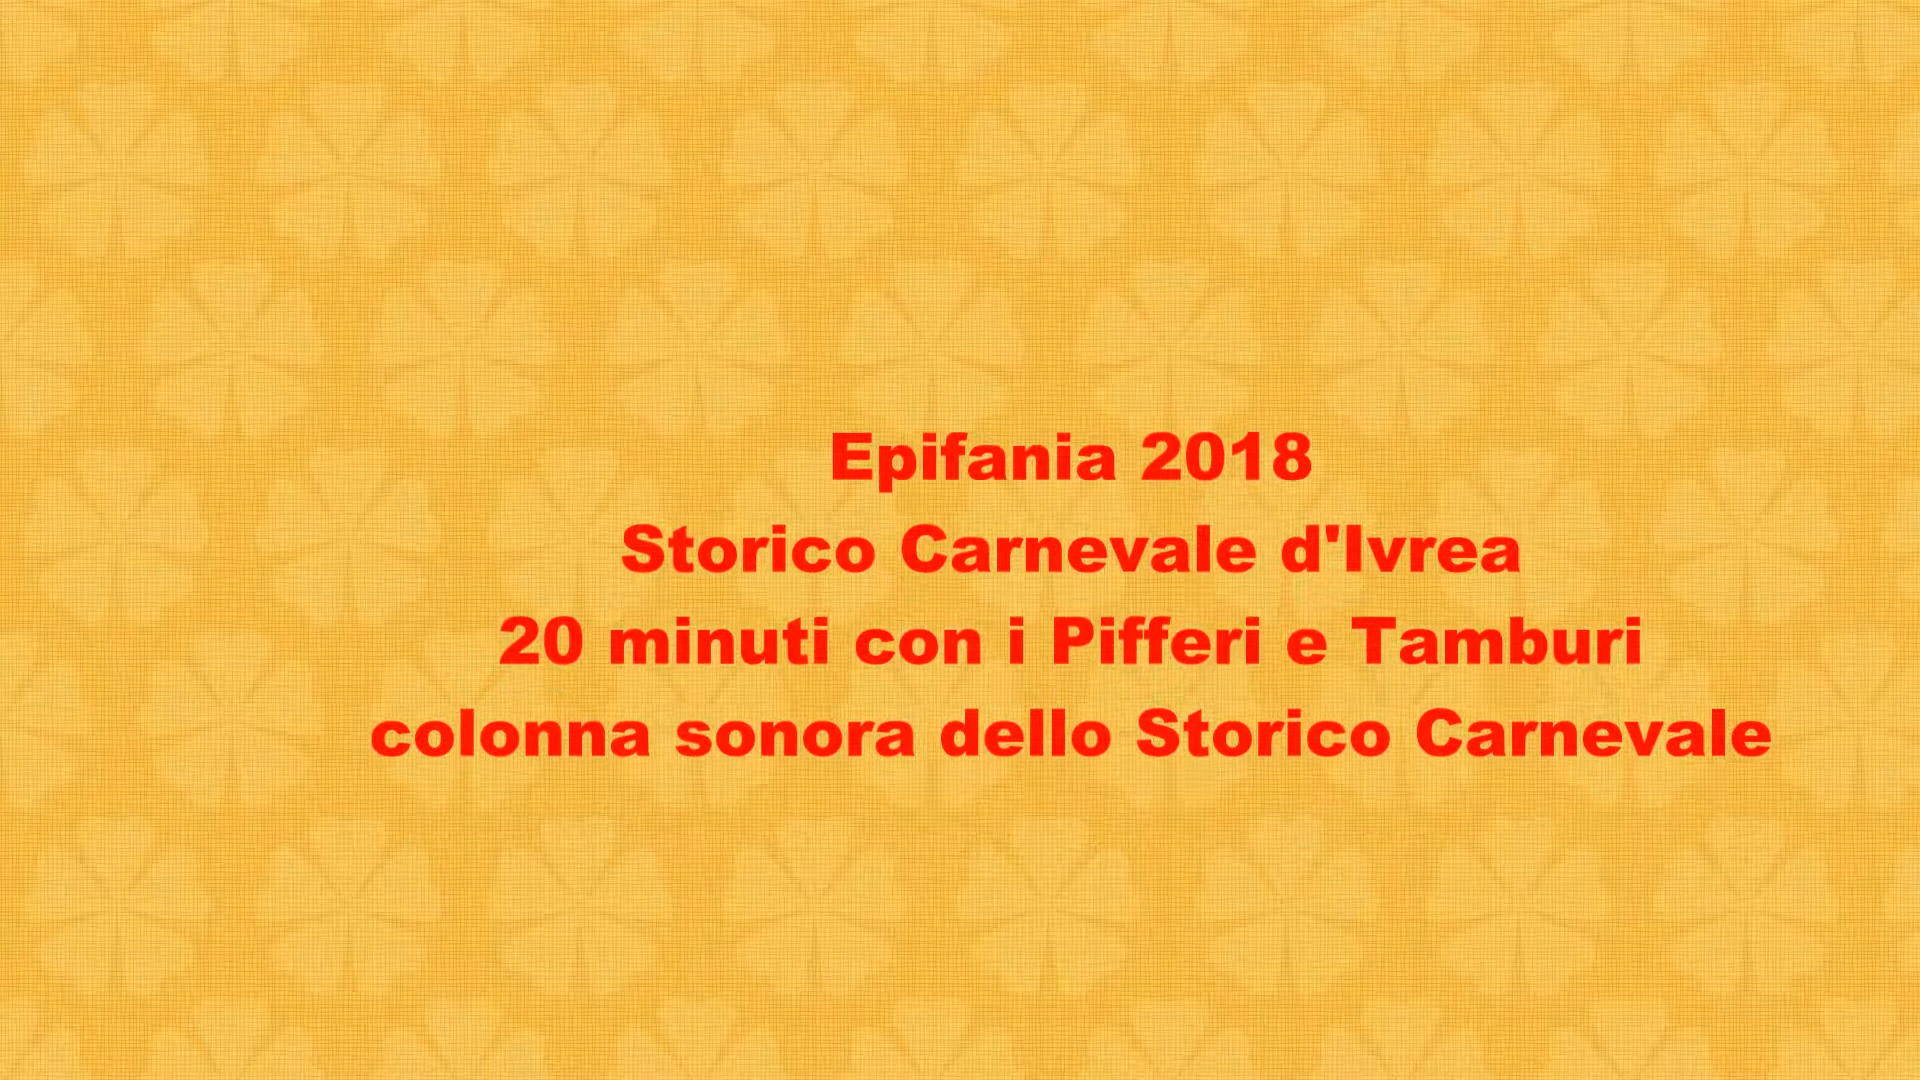 Epifania 2018
Storico Carnevale d'Ivrea
20 minuti con i Pifferi e Tamburi
colonna sonora dello Storico Carnevale